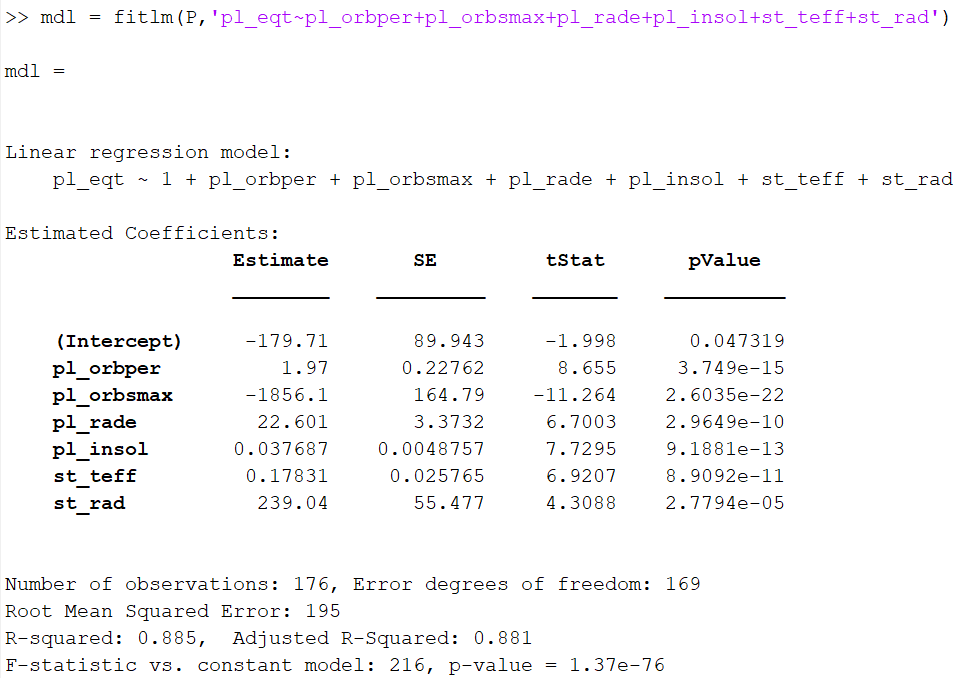 >> mdl = fitlm(P,'pl_eqt~pl_orbper+pl_orbsmax+pl_rade+pl_insol+st_teff+st_rad')
mdl =
Linear regression model:
pl_eqt ~ 1 + pl_orbper + pl_orbsmax + pl_rade + pl_insol + st_teff + st_rad
Estimated Coefficients:
Estimate SE tStat pValue
(Intercept) -179.71 89.943 -1.998 0.047319
pl_orbper 1.97 0.22762 8.655 3.749e-15
pl_orbsmax -1856.1 164.79 -11.264 2.6035e-22
pl_rade 22.601 3.3732 6.7003 2.9649e-10
pl_insol 0.037687 0.0048757 7.7295 9.1881e-13
st_teff 0.17831 0.025765 6.9207 8.9092e-11
st_rad 239.04 55.477 4.3088 2.7794e-05
Number of observations: 176, Error degrees of freedom: 169
Root Mean Squared Error: 195
R-squared: 0.885, Adjusted R-Squared: 0.881
F-statistic vs. constant model: 216, p-value = 1.37e-76